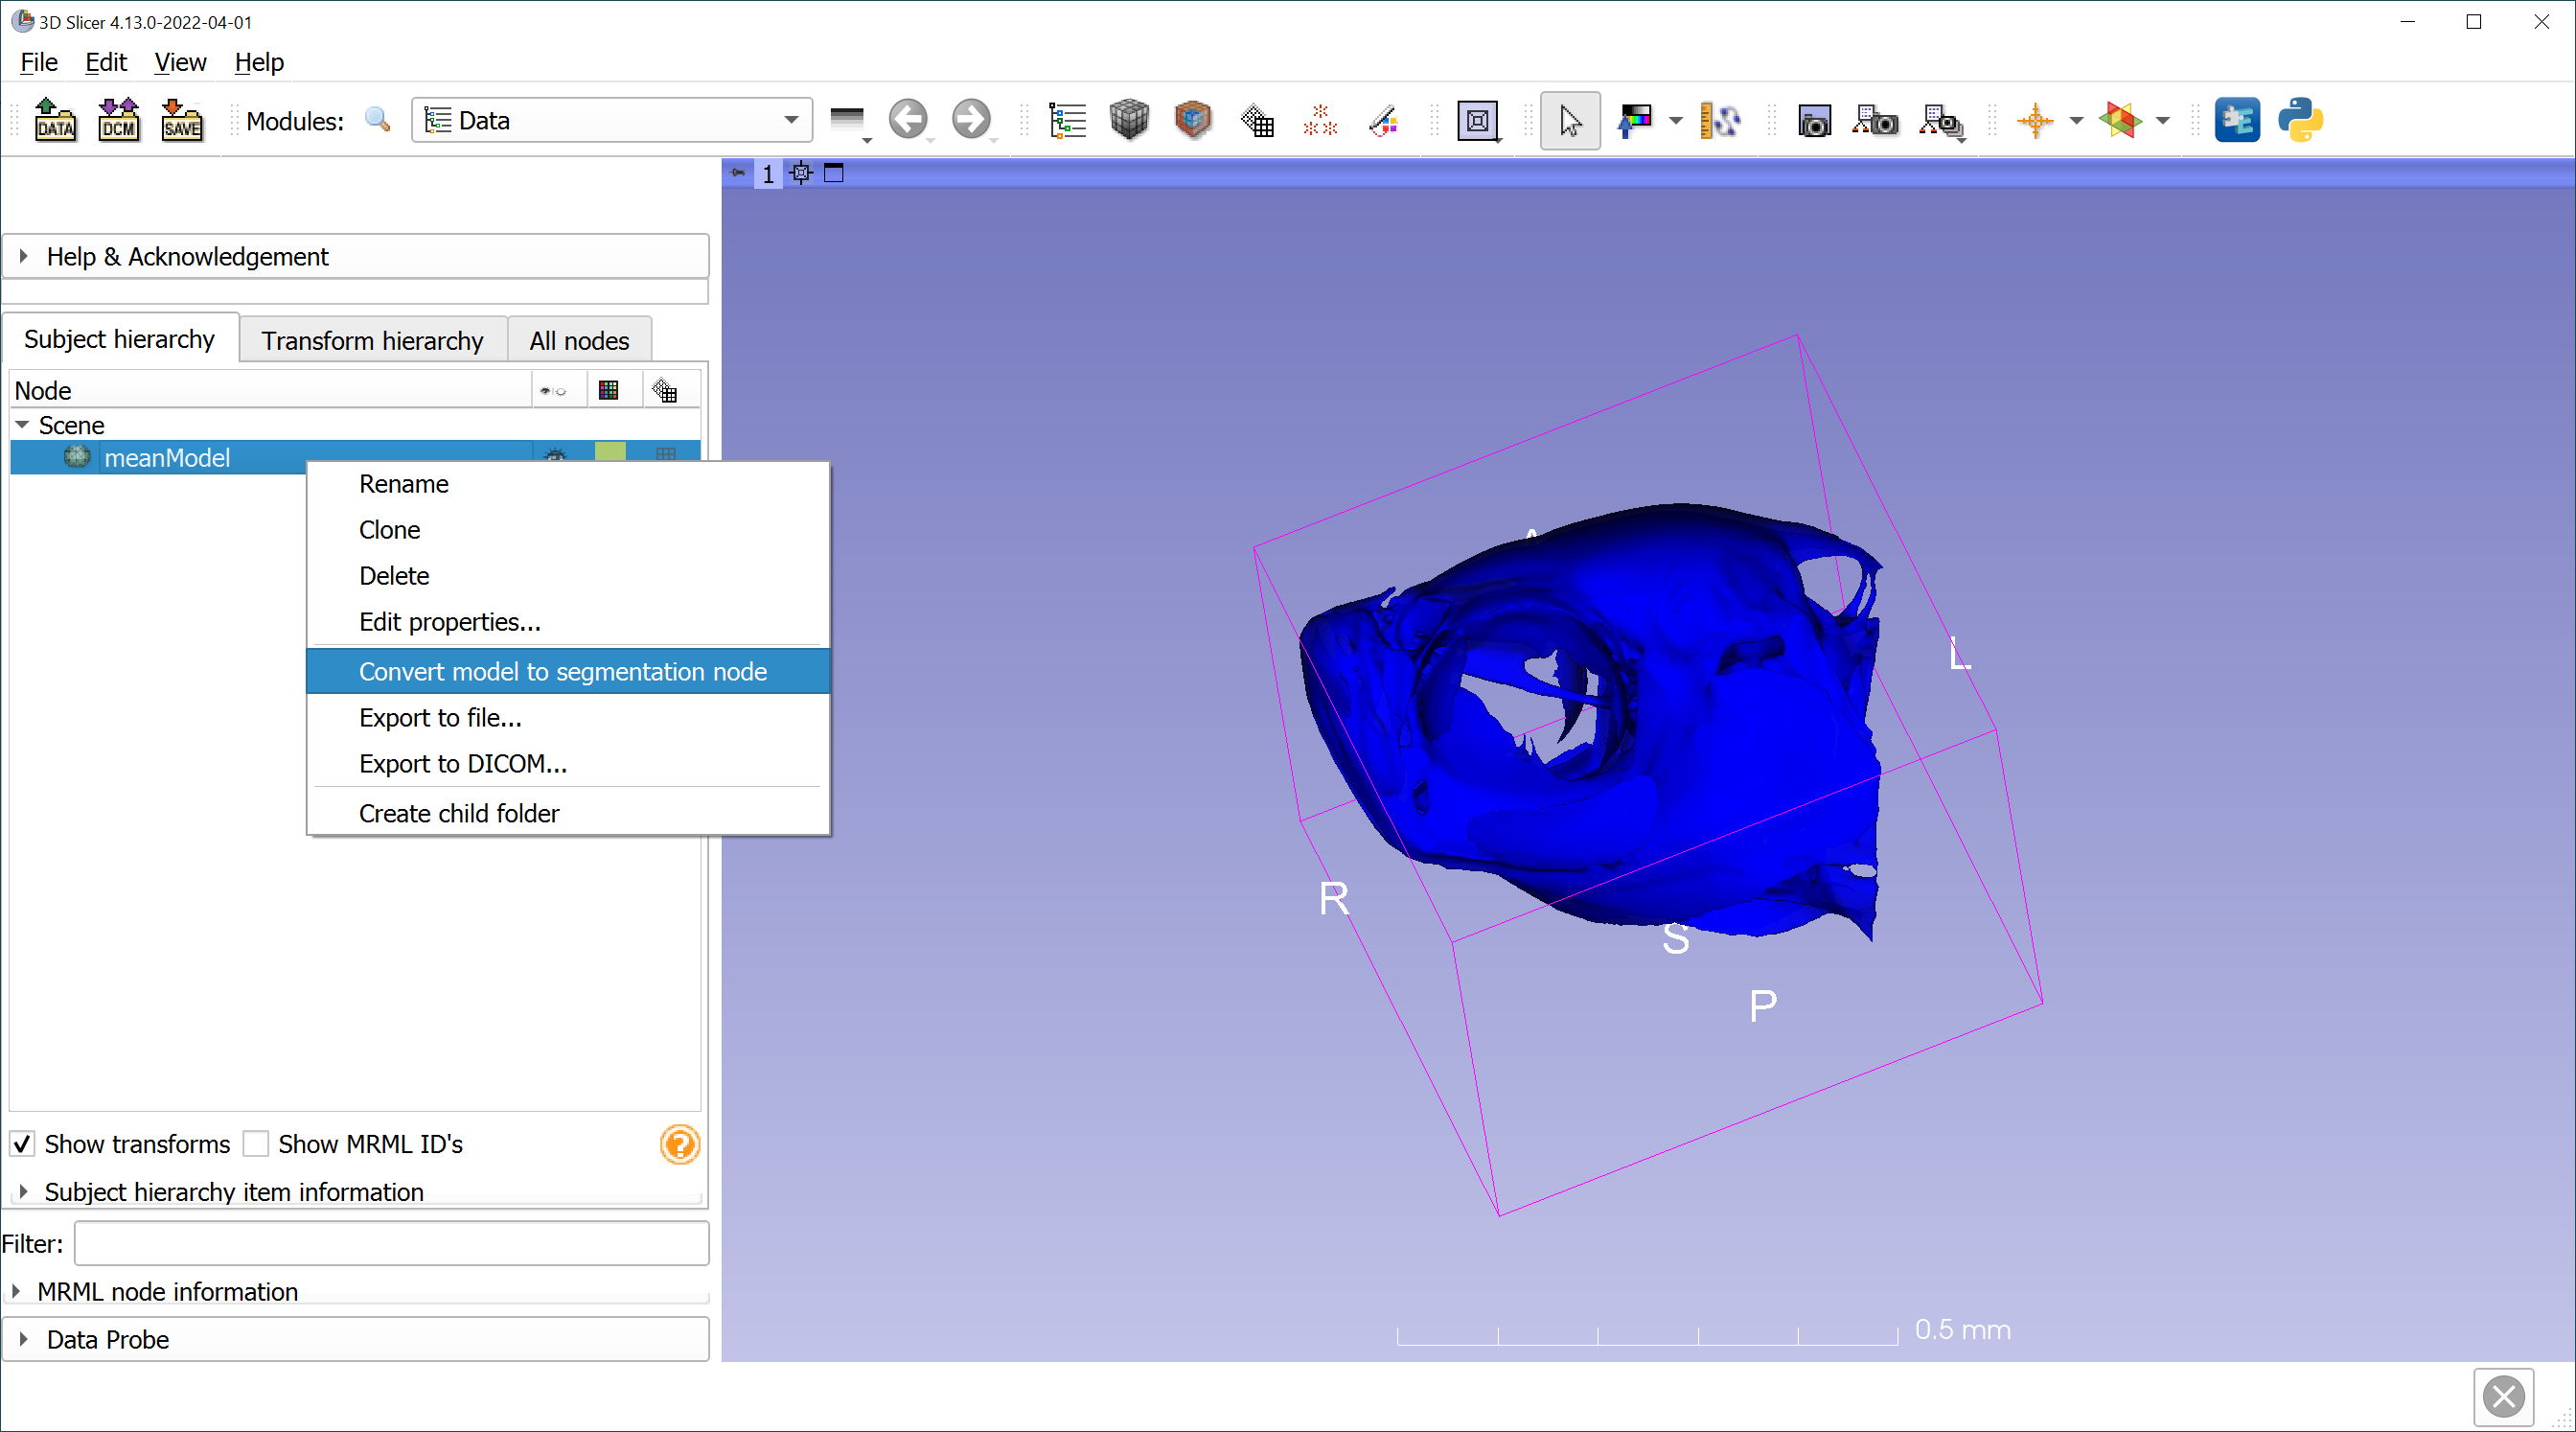 3D Slicer 4.13.0-2022-04-01
File Edit View Help
DATA DCM SAVE Modules: Data
1
Help & Acknowledgement
Subject hierarchy Transform hierarchy All nodes
Node
Scene
meanModel
Rename
Clone
Delete
Edit properties...
Convert model to segmentation node
Export to file...
Export to DICOM...
Create child folder
A
L
R
S
P
0.5 mm
Show transforms Show MRML ID's
Subject hierarchy item information
Filter:
MRML node information
Data Probe